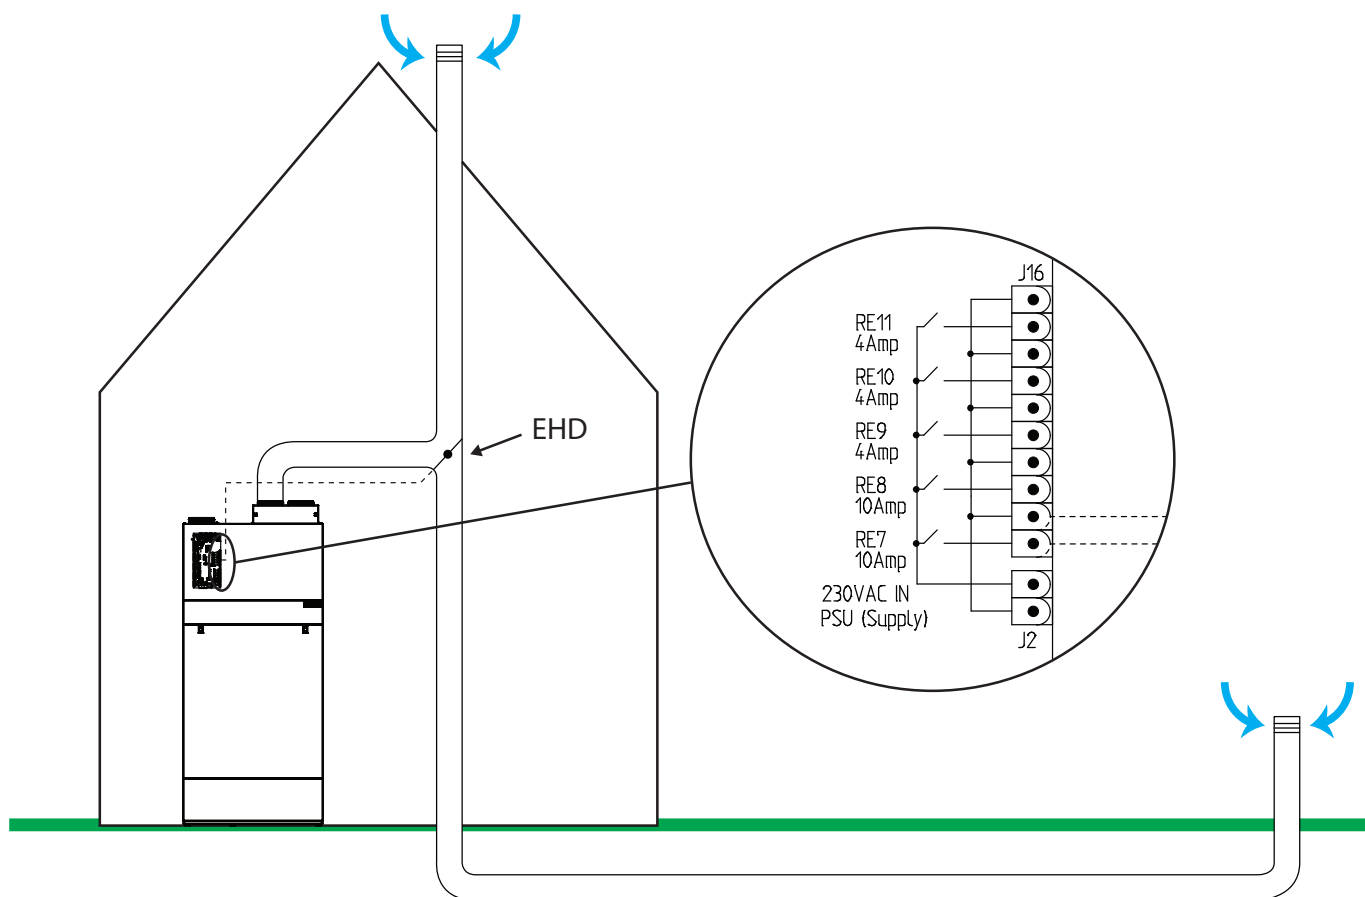 J16
RE11
4Amp
RE10
4Amp
EHD
RE9
4Amp
RE8
10Amp
RE7
10Amp
230VAC IN
PSU (Supply)
J2